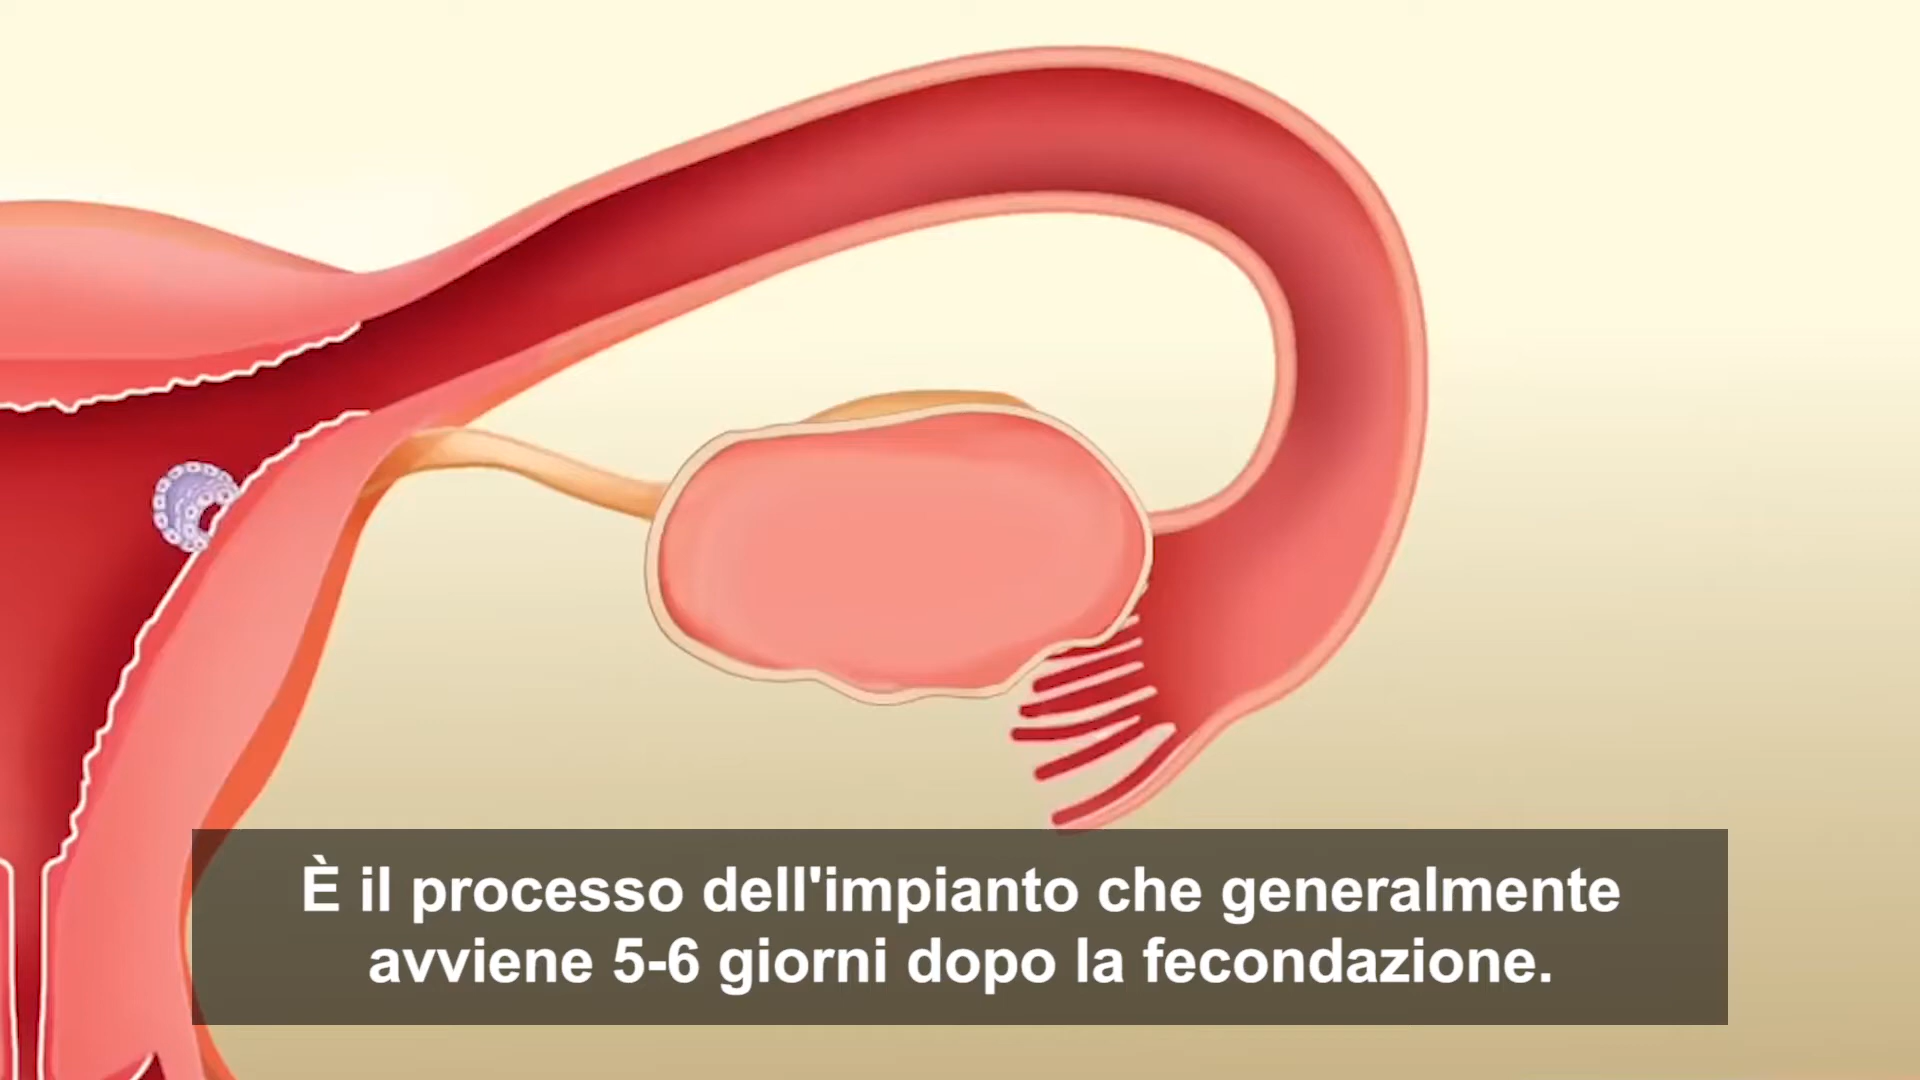 È il processo dell'impianto che generalmente
avviene 5-6 giorni dopo la fecondazione.